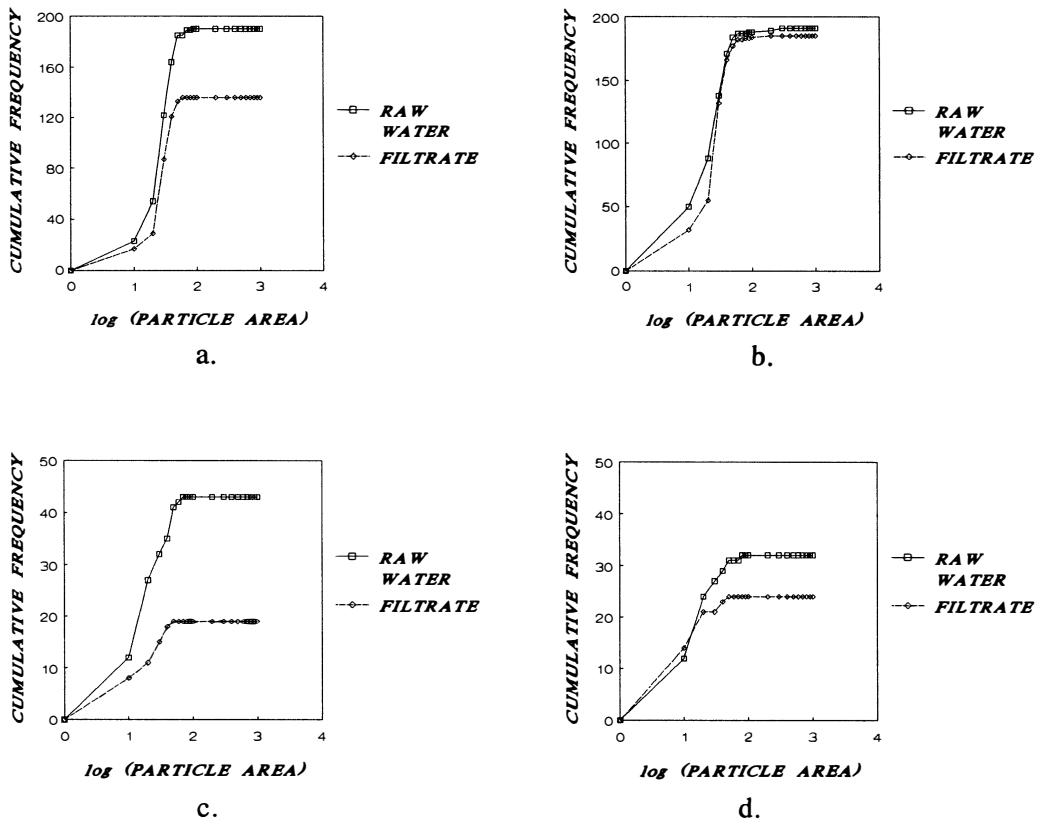 CUMULATIVE FREQUENCY
200
160
120
80
40
0
0 1 2 3 4
log (PARTICLE AREA)
RAW
WATER
FILTRATE
a.
CUMULATIVE FREQUENCY
200
150
100
50
0
0 1 2 3 4
log (PARTICLE AREA)
RAW
WATER
FILTRATE
b.
CUMULATIVE FREQUENCY
50
40
30
20
10
0
0 1 2 3 4
log (PARTICLE AREA)
RAW
WATER
FILTRATE
c.
CUMULATIVE FREQUENCY
50
40
30
20
10
0
0 1 2 3 4
log (PARTICLE AREA)
RAW
WATER
FILTRATE
d.